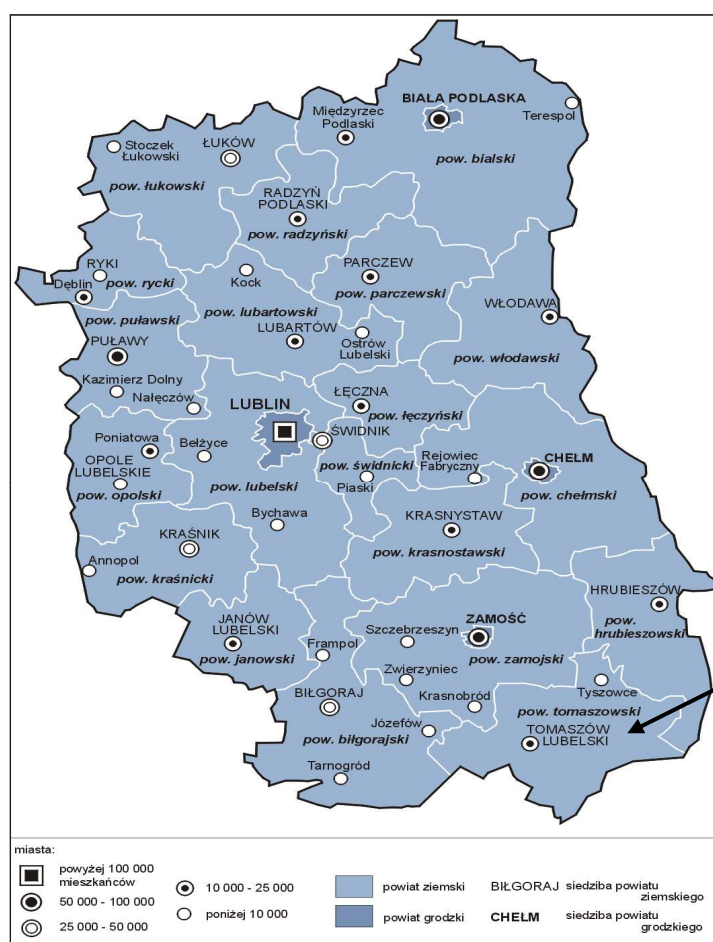 BIAŁA PODLASKA
Międzyrzec
Podlaski
Terespol
Stoczek
Łukowski
ŁUKÓW
pow. bialski
pow. łukowski
RADZYŃ
PODLASKI
pow. radzyński
RYKI
pow. rycki
Dęblin
Kock
PARCZEW
pow. parczewski
WŁODAWA
pow. puławski
pow. lubartowski
LUBARTÓW
Ostrów
Lubelski
pow. włodawski
PUŁAWY
Kazimierz Dolny
Nałęczów
LUBLIN
ŁĘCZNA
pow. łęczyński
ŚWIDNIK
Poniatowa
Bełżyce
OPOLE
LUBELSKIE
pow. opolski
pow. lubelski
pow. świdnicki
Piaski
Rejowiec
Fabryczny
CHEŁM
pow. chełmski
Bychawa
KRASNYSTAW
pow. krasnostawski
KRAŚNIK
Annopol
pow. kraśnicki
HRUBIESZÓW
pow.
hrubieszowski
JANÓW
LUBELSKI
pow. janowski
Frampol
Szczebrzeszyn
ZAMOŚĆ
pow. zamojski
Zwierzyniec
Tyszowce
Krasnobród
BIŁGORAJ
pow. tomaszowski
Józefów
pow. biłgorajski
TOMASZÓW
LUBELSKI
Tarnogród
miasta:
powyżej 100 000
mieszkańców
50 000 - 100 000
25 000 - 50 000
10 000 - 25 000
poniżej 10 000
powiat ziemski
powiat grodzki
BIŁGORAJ siedziba powiatu
ziemskiego
CHEŁM siedziba powiatu
grodzkiego